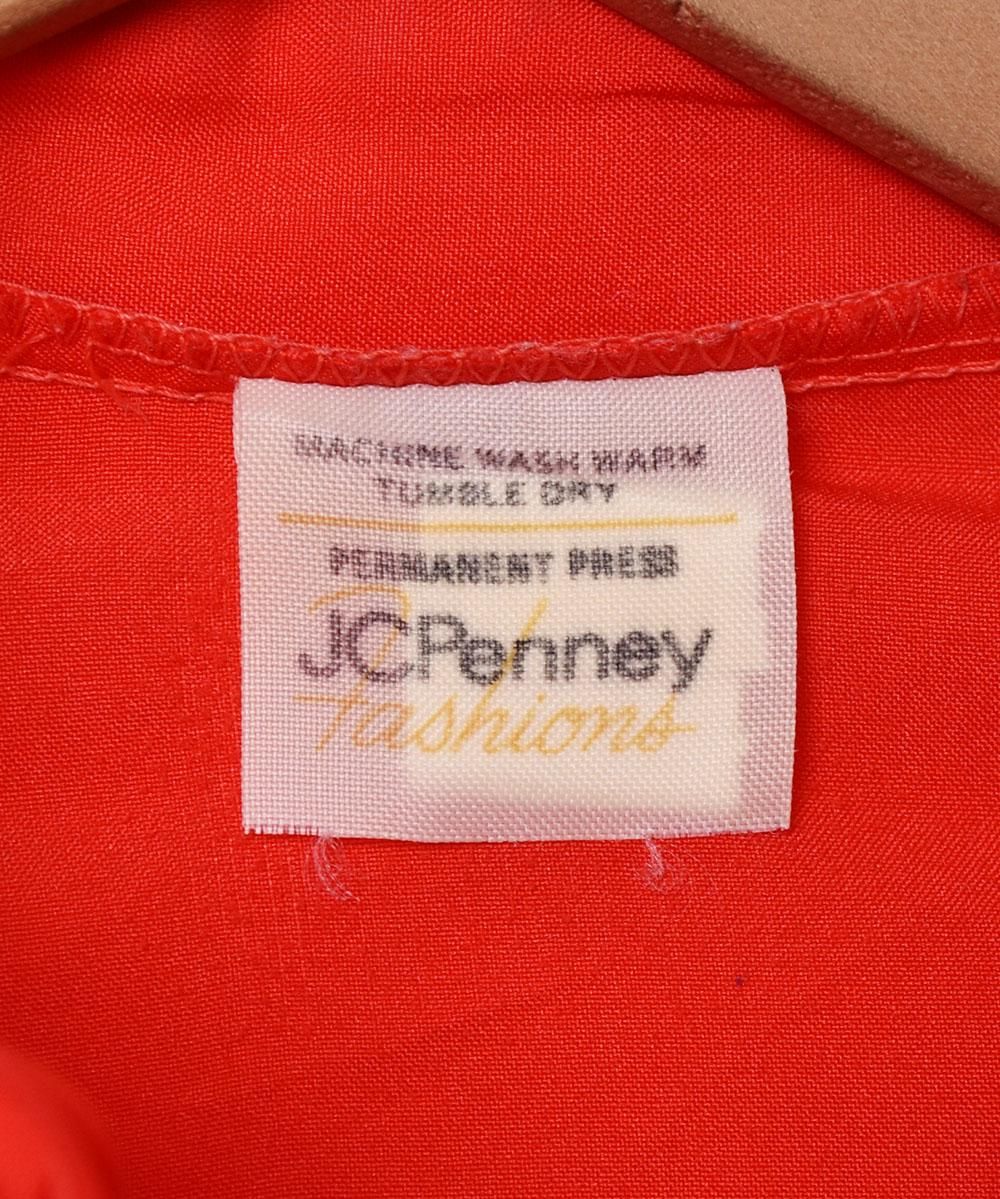 MACHINE WASH WARM
TUMBLE DRY
PERMANENT PRESS
JCPenney
Fashions